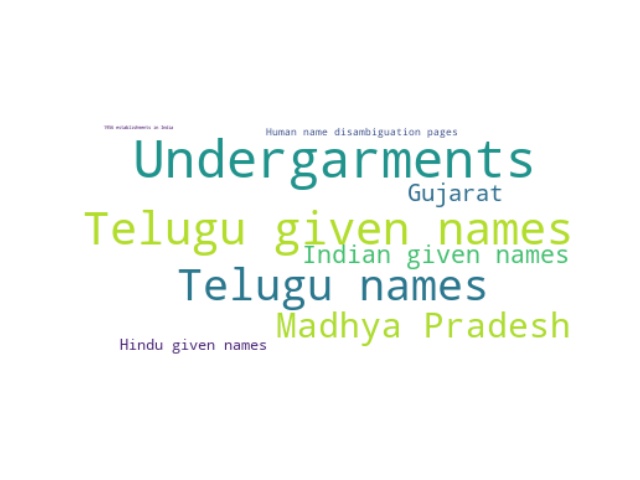 establishments in India
Human name disambiguation pages
Undergarments
Gujarat
Telugu given names
Indian given names
Telugu names
Madhya Pradesh
Hindu given names